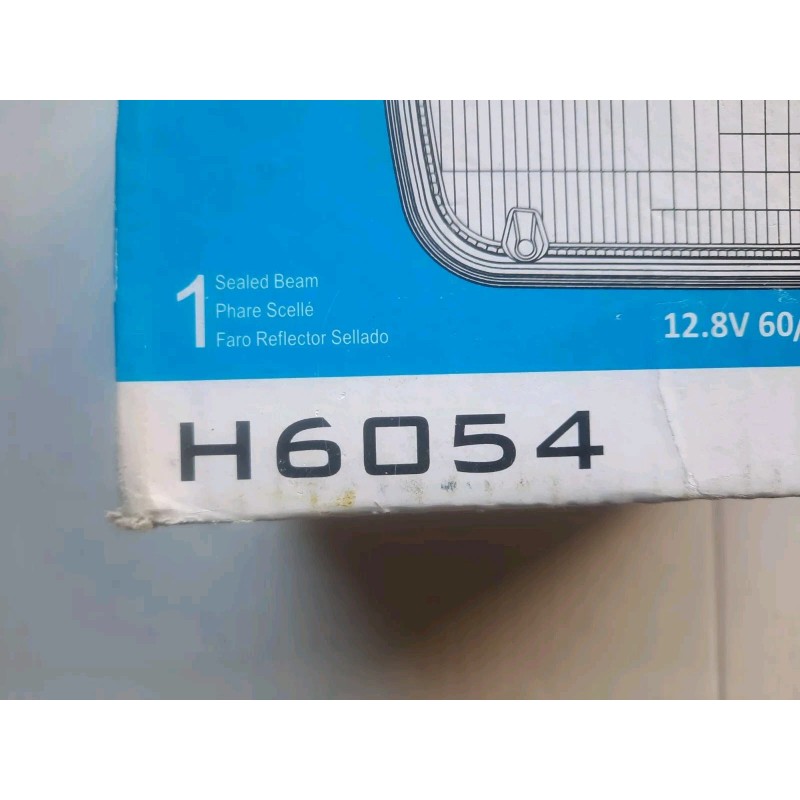 1
Sealed Beam
Phare Scellé
Faro Reflector Sellado
12.8V 60/
H6054